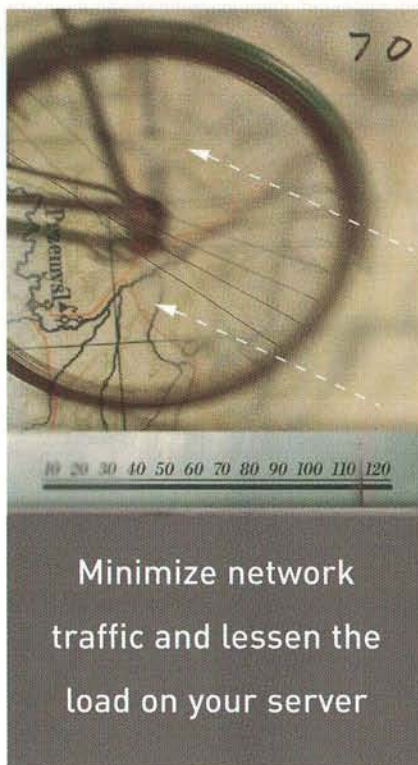 70
10 20 30 40 50 60 70 80 90 100 110 120
Minimize network
traffic and lessen the
load on your server